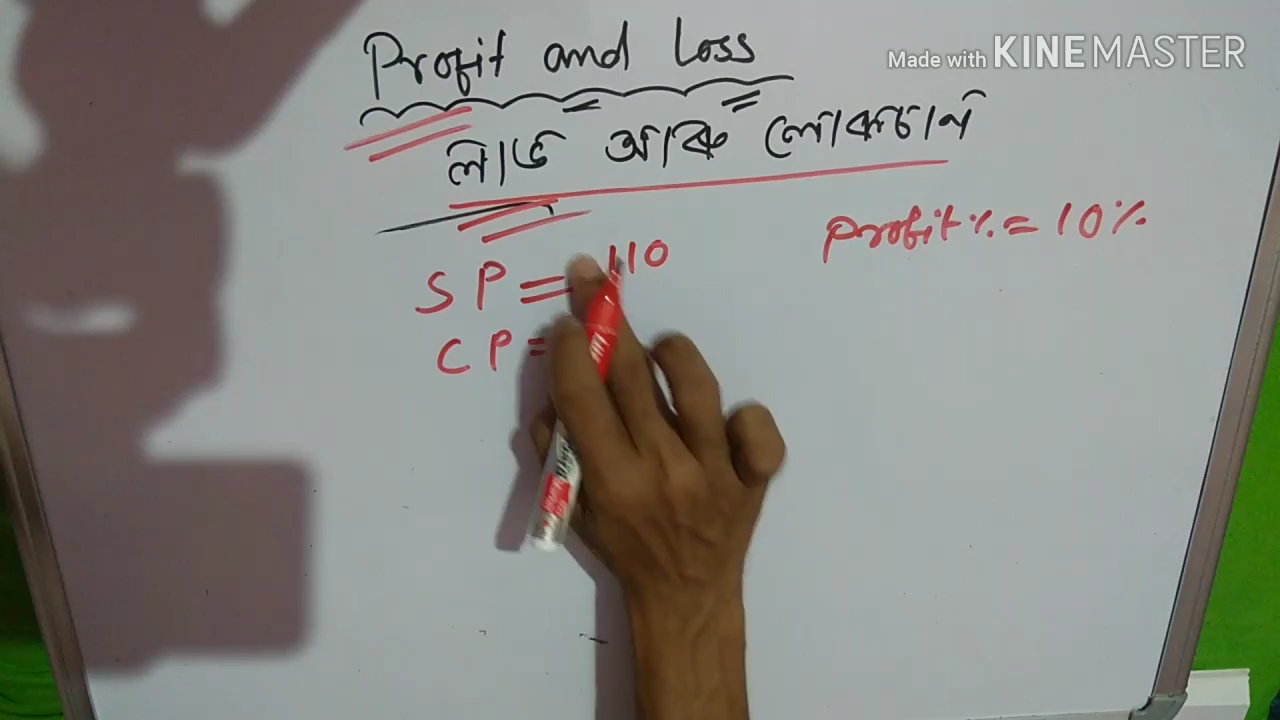 Profit and Loss
Made with KINEMASTER
লাভ আৰু লোকচান
Profit% = 10%
SP = 110
CP =